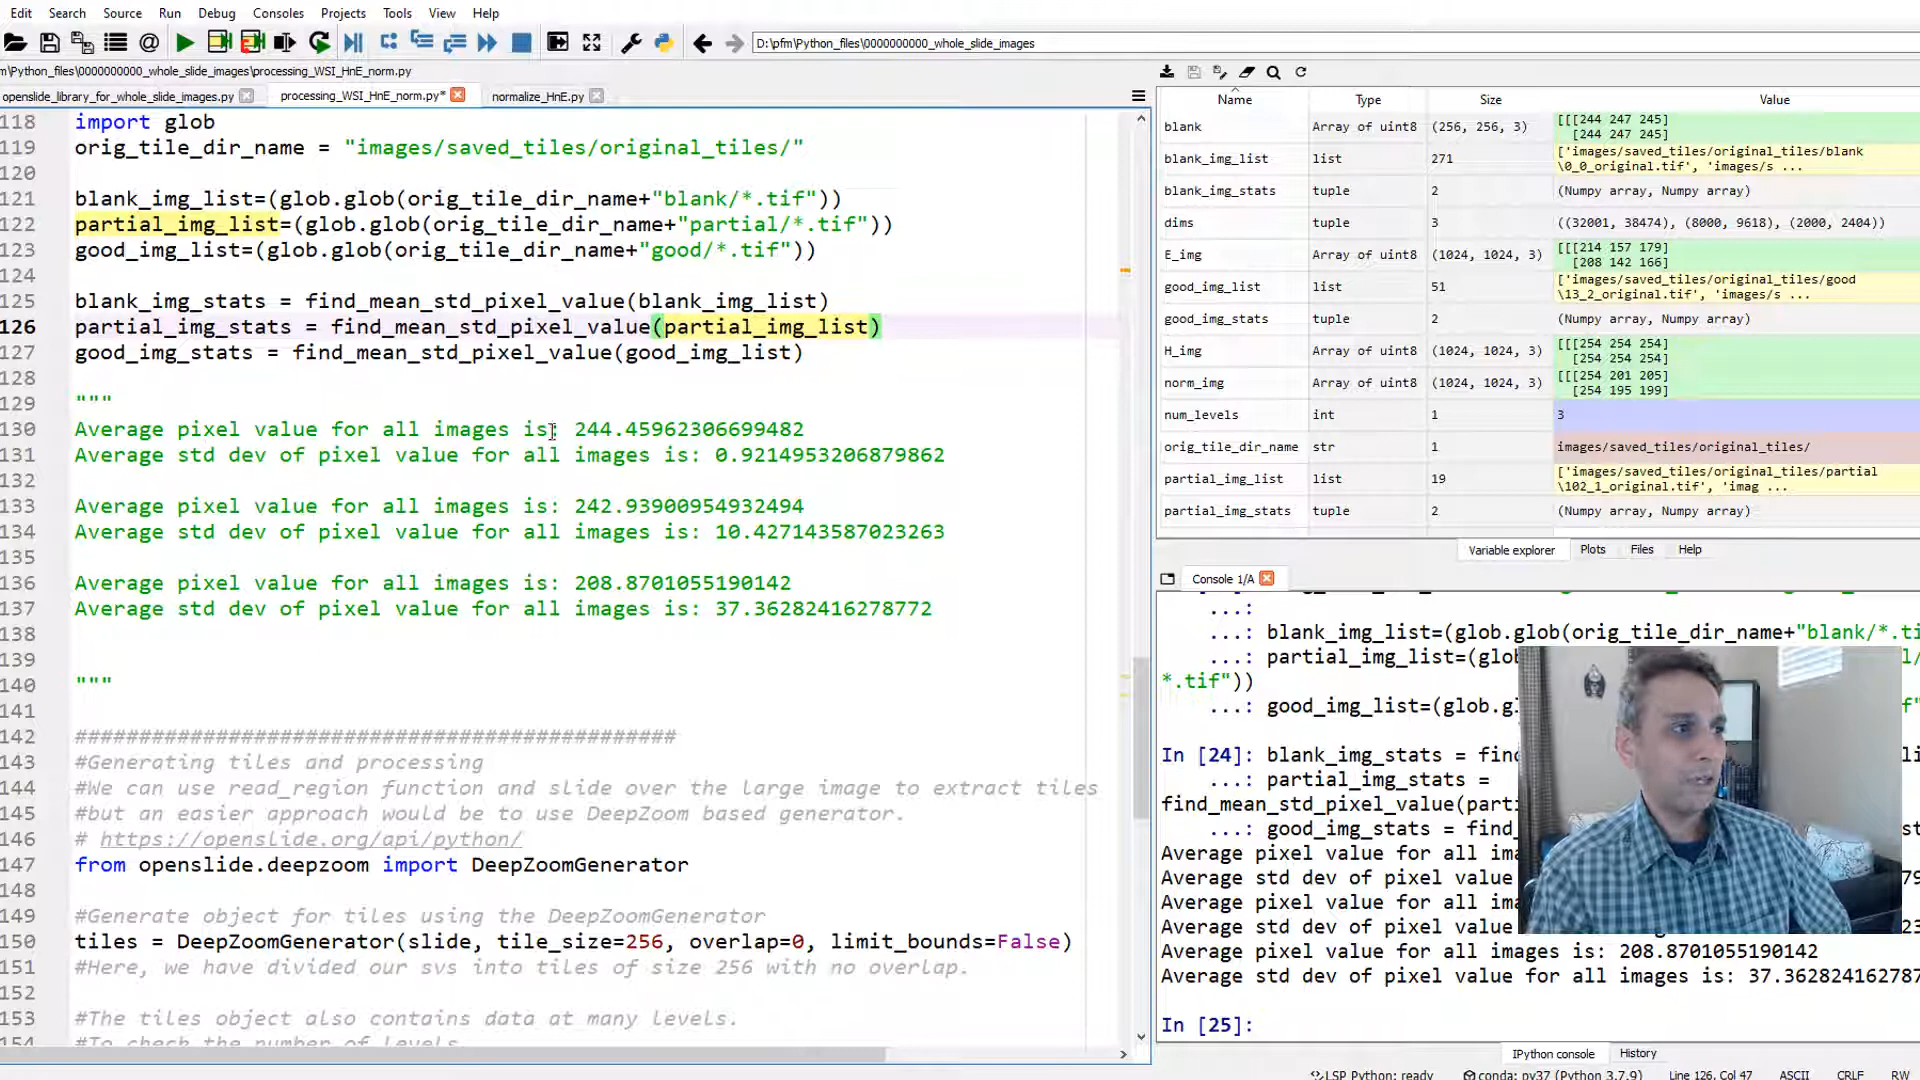 Edit Search Source Run Debug Consoles Projects Tools View Help
D:\pfm\Python_files\0000000000_whole_slide_images
m\Python_files\0000000000_whole_slide_images\processing_WSI_HnE_norm.py
openslide_library_for_whole_slide_images.py processing_WSI_HnE_norm.py* normalize_HnE.py
118 import glob
119 orig_tile_dir_name = "images/saved_tiles/original_tiles/"
120
121 blank_img_list=(glob.glob(orig_tile_dir_name+"blank/*.tif"))
122 partial_img_list=(glob.glob(orig_tile_dir_name+"partial/*.tif"))
123 good_img_list=(glob.glob(orig_tile_dir_name+"good/*.tif"))
124
125 blank_img_stats = find_mean_std_pixel_value(blank_img_list)
126 partial_img_stats = find_mean_std_pixel_value(partial_img_list)
127 good_img_stats = find_mean_std_pixel_value(good_img_list)
128
129 """
130 Average pixel value for all images is: 244.45962306699482
131 Average std dev of pixel value for all images is: 0.9214953206879862
132
133 Average pixel value for all images is: 242.93900954932494
134 Average std dev of pixel value for all images is: 10.427143587023263
135
136 Average pixel value for all images is: 208.8701055190142
137 Average std dev of pixel value for all images is: 37.36282416278772
138
139
140 """
141
142 ###############################################
143 #Generating tiles and processing
144 #We can use read_region function and slide over the large image to extract tiles
145 #but an easier approach would be to use DeepZoom based generator.
146 # https://openslide.org/api/python/
147 from openslide.deepzoom import DeepZoomGenerator
148
149 #Generate object for tiles using the DeepZoomGenerator
150 tiles = DeepZoomGenerator(slide, tile_size=256, overlap=0, limit_bounds=False)
151 #Here, we have divided our svs into tiles of size 256 with no overlap.
152
153 #The tiles object also contains data at many levels.
154 #To check the number of levels
Name Type Size Value
blank Array of uint8 (256, 256, 3) [[[244 247 245]
[244 247 245]
blank_img_list list 271 ['images/saved_tiles/original_tiles/blank
\0_0_original.tif', 'images/s ...
blank_img_stats tuple 2 (Numpy array, Numpy array)
dims tuple 3 ((32001, 38474), (8000, 9618), (2000, 2404))
E_img Array of uint8 (1024, 1024, 3) [[[214 157 179]
[208 142 166]
good_img_list list 51 ['images/saved_tiles/original_tiles/good
\13_2_original.tif', 'images/s ...
good_img_stats tuple 2 (Numpy array, Numpy array)
H_img Array of uint8 (1024, 1024, 3) [[[254 254 254]
[254 254 254]
norm_img Array of uint8 (1024, 1024, 3) [[[254 201 205]
[254 195 199]
num_levels int 1 3
orig_tile_dir_name str 1 images/saved_tiles/original_tiles/
partial_img_list list 19 ['images/saved_tiles/original_tiles/partial
\102_1_original.tif', 'imag ...
partial_img_stats tuple 2 (Numpy array, Numpy array)
Variable explorer Plots Files Help
Console 1/A
...:
...: blank_img_list=(glob.glob(orig_tile_dir_name+"blank/*.ti
...: partial_img_list=(glob
*.tif"))
...: good_img_list=(glob.g
In [24]: blank_img_stats = find
...: partial_img_stats =
find_mean_std_pixel_value(parti
...: good_img_stats = find
Average pixel value for all ima
Average std dev of pixel value
Average pixel value for all ima
Average std dev of pixel value
Average pixel value for all images is: 208.8701055190142
Average std dev of pixel value for all images is: 37.362824162787
In [25]:
IPython console History
LSP Python: ready conda: py37 (Python 3.7.9) Line 126, Col 47 ASCII CRLF RW